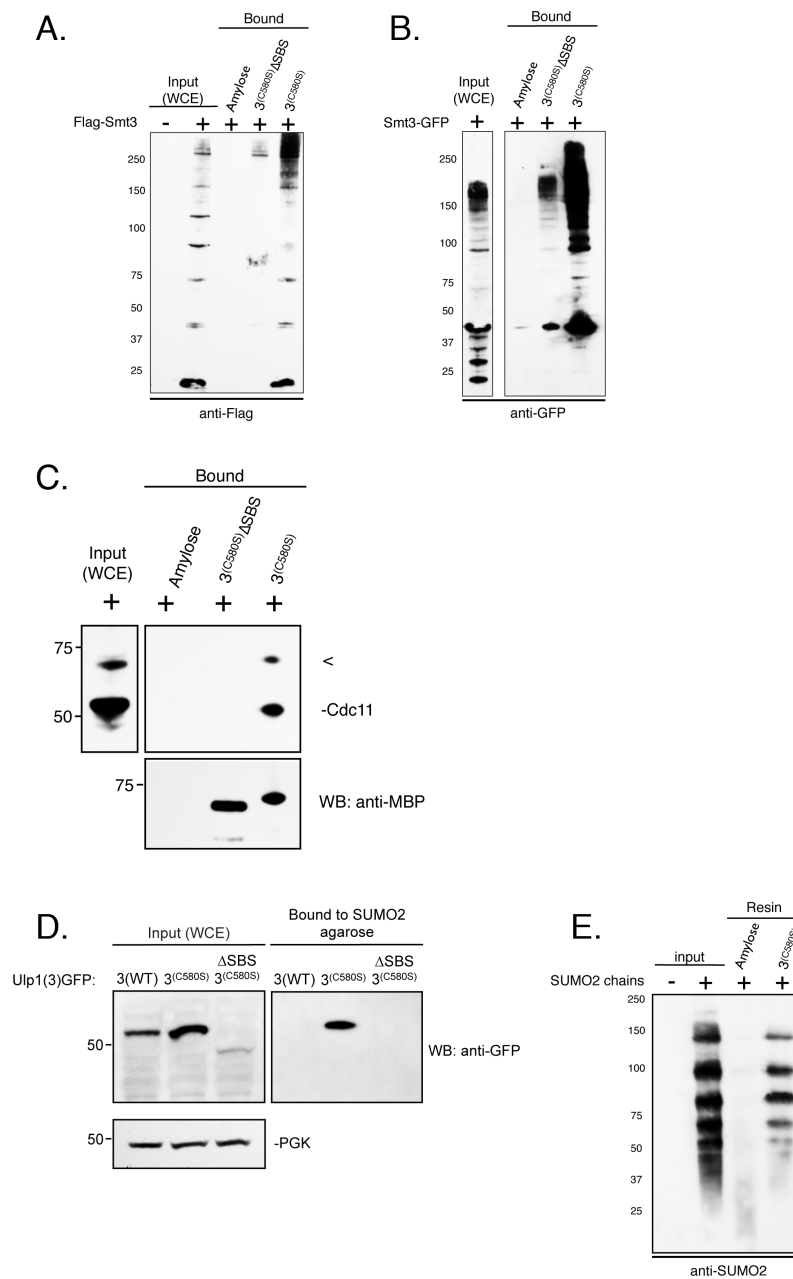 A.
Bound
Input
(WCE)
Amylose
3(C580S)ΔSBS
3(C580S)
Flag-Smt3
- + + + +
250
150
100
75
50
37
25
anti-Flag
B.
Bound
Input
(WCE)
Amylose
3(C580S)ΔSBS
3(C580S)
Smt3-GFP
+ + + +
250
150
100
75
50
37
25
anti-GFP
C.
Bound
Input
(WCE)
Amylose
3(C580S)ΔSBS
3(C580S)
+ + + +
75
50
<
-Cdc11
75
WB: anti-MBP
D.
Input (WCE)
Bound to SUMO2
agarose
ΔSBS
ΔSBS
Ulp1(3)GFP: 3(WT) 3(C580S) 3(C580S) 3(WT) 3(C580S) 3(C580S)
50
WB: anti-GFP
50
-PGK
E.
Resin
input
Amylose
3(C580S)
SUMO2 chains - + + +
250
150
100
75
50
37
25
anti-SUMO2